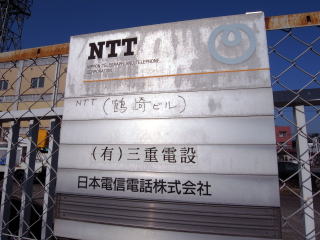 NTT
NIPPON TELEGRAPH AND TELEPHONE
CORPORATION
NTT (鶴崎ビル)
(有)三重電設
日本電信電話株式会社